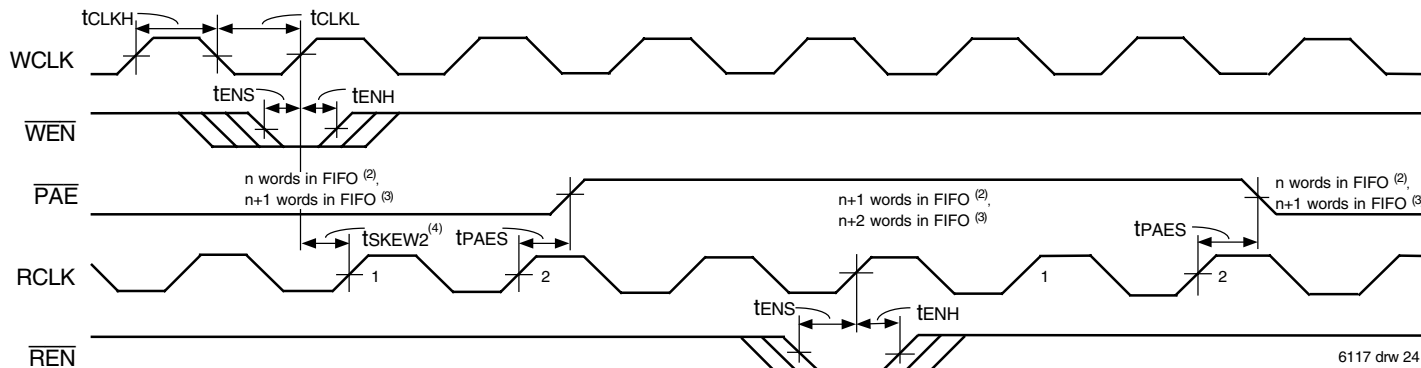 tCLKH tCLKL
WCLK
tENS tENH
WEN
n words in FIFO (2),
n+1 words in FIFO (3)
PAE
n+1 words in FIFO (2),
n+2 words in FIFO (3)
n words in FIFO (2),
n+1 words in FIFO (3
tSKEW2(4) tPAES tPAES
RCLK 1 2 1 2
tENS tENH
REN
6117 drw 24